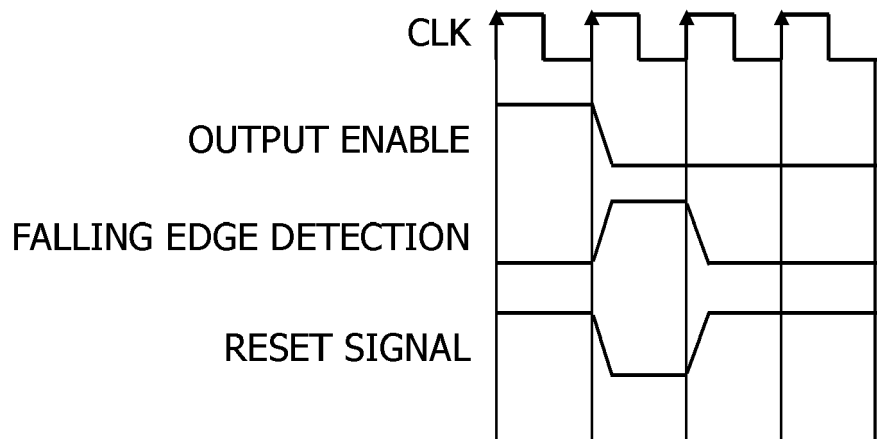 CLK
OUTPUT ENABLE
FALLING EDGE DETECTION
RESET SIGNAL